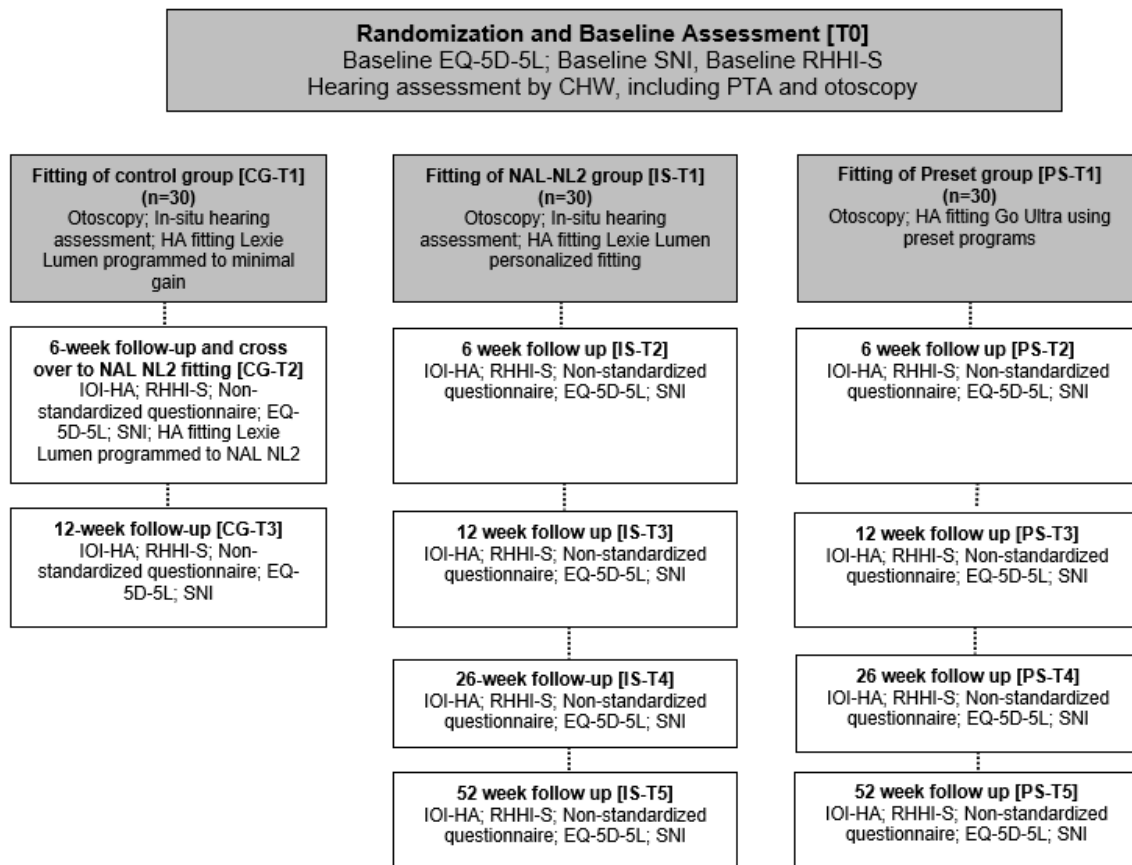 Randomization and Baseline Assessment [T0]
Baseline EQ-5D-5L; Baseline SNI, Baseline RHHI-S
Hearing assessment by CHW, including PTA and otoscopy
Fitting of control group [CG-T1]
(n=30)
Otoscopy; In-situ hearing
assessment; HA fitting Lexie
Lumen programmed to minimal
gain
6-week follow-up and cross
over to NAL NL2 fitting [CG-T2]
IOI-HA; RHHI-S; Non-
standardized questionnaire; EQ-
5D-5L; SNI; HA fitting Lexie
Lumen programmed to NAL NL2
12-week follow-up [CG-T3]
IOI-HA; RHHI-S; Non-
standardized questionnaire; EQ-
5D-5L; SNI
Fitting of NAL-NL2 group [IS-T1]
(n=30)
Otoscopy; In-situ hearing
assessment; HA fitting Lexie Lumen
personalized fitting
6 week follow up [IS-T2]
IOI-HA; RHHI-S; Non-standardized
questionnaire; EQ-5D-5L; SNI
12 week follow up [IS-T3]
IOI-HA; RHHI-S; Non-standardized
questionnaire; EQ-5D-5L; SNI
26-week follow-up [IS-T4]
IOI-HA; RHHI-S; Non-standardized
questionnaire; EQ-5D-5L; SNI
52 week follow up [IS-T5]
IOI-HA; RHHI-S; Non-standardized
questionnaire; EQ-5D-5L; SNI
Fitting of Preset group [PS-T1]
(n=30)
Otoscopy; HA fitting Go Ultra using
preset programs
6 week follow up [PS-T2]
IOI-HA; RHHI-S; Non-standardized
questionnaire; EQ-5D-5L; SNI
12 week follow up [PS-T3]
IOI-HA; RHHI-S; Non-standardized
questionnaire; EQ-5D-5L; SNI
26 week follow up [PS-T4]
IOI-HA; RHHI-S; Non-standardized
questionnaire; EQ-5D-5L; SNI
52 week follow up [PS-T5]
IOI-HA; RHHI-S; Non-standardized
questionnaire; EQ-5D-5L; SNI